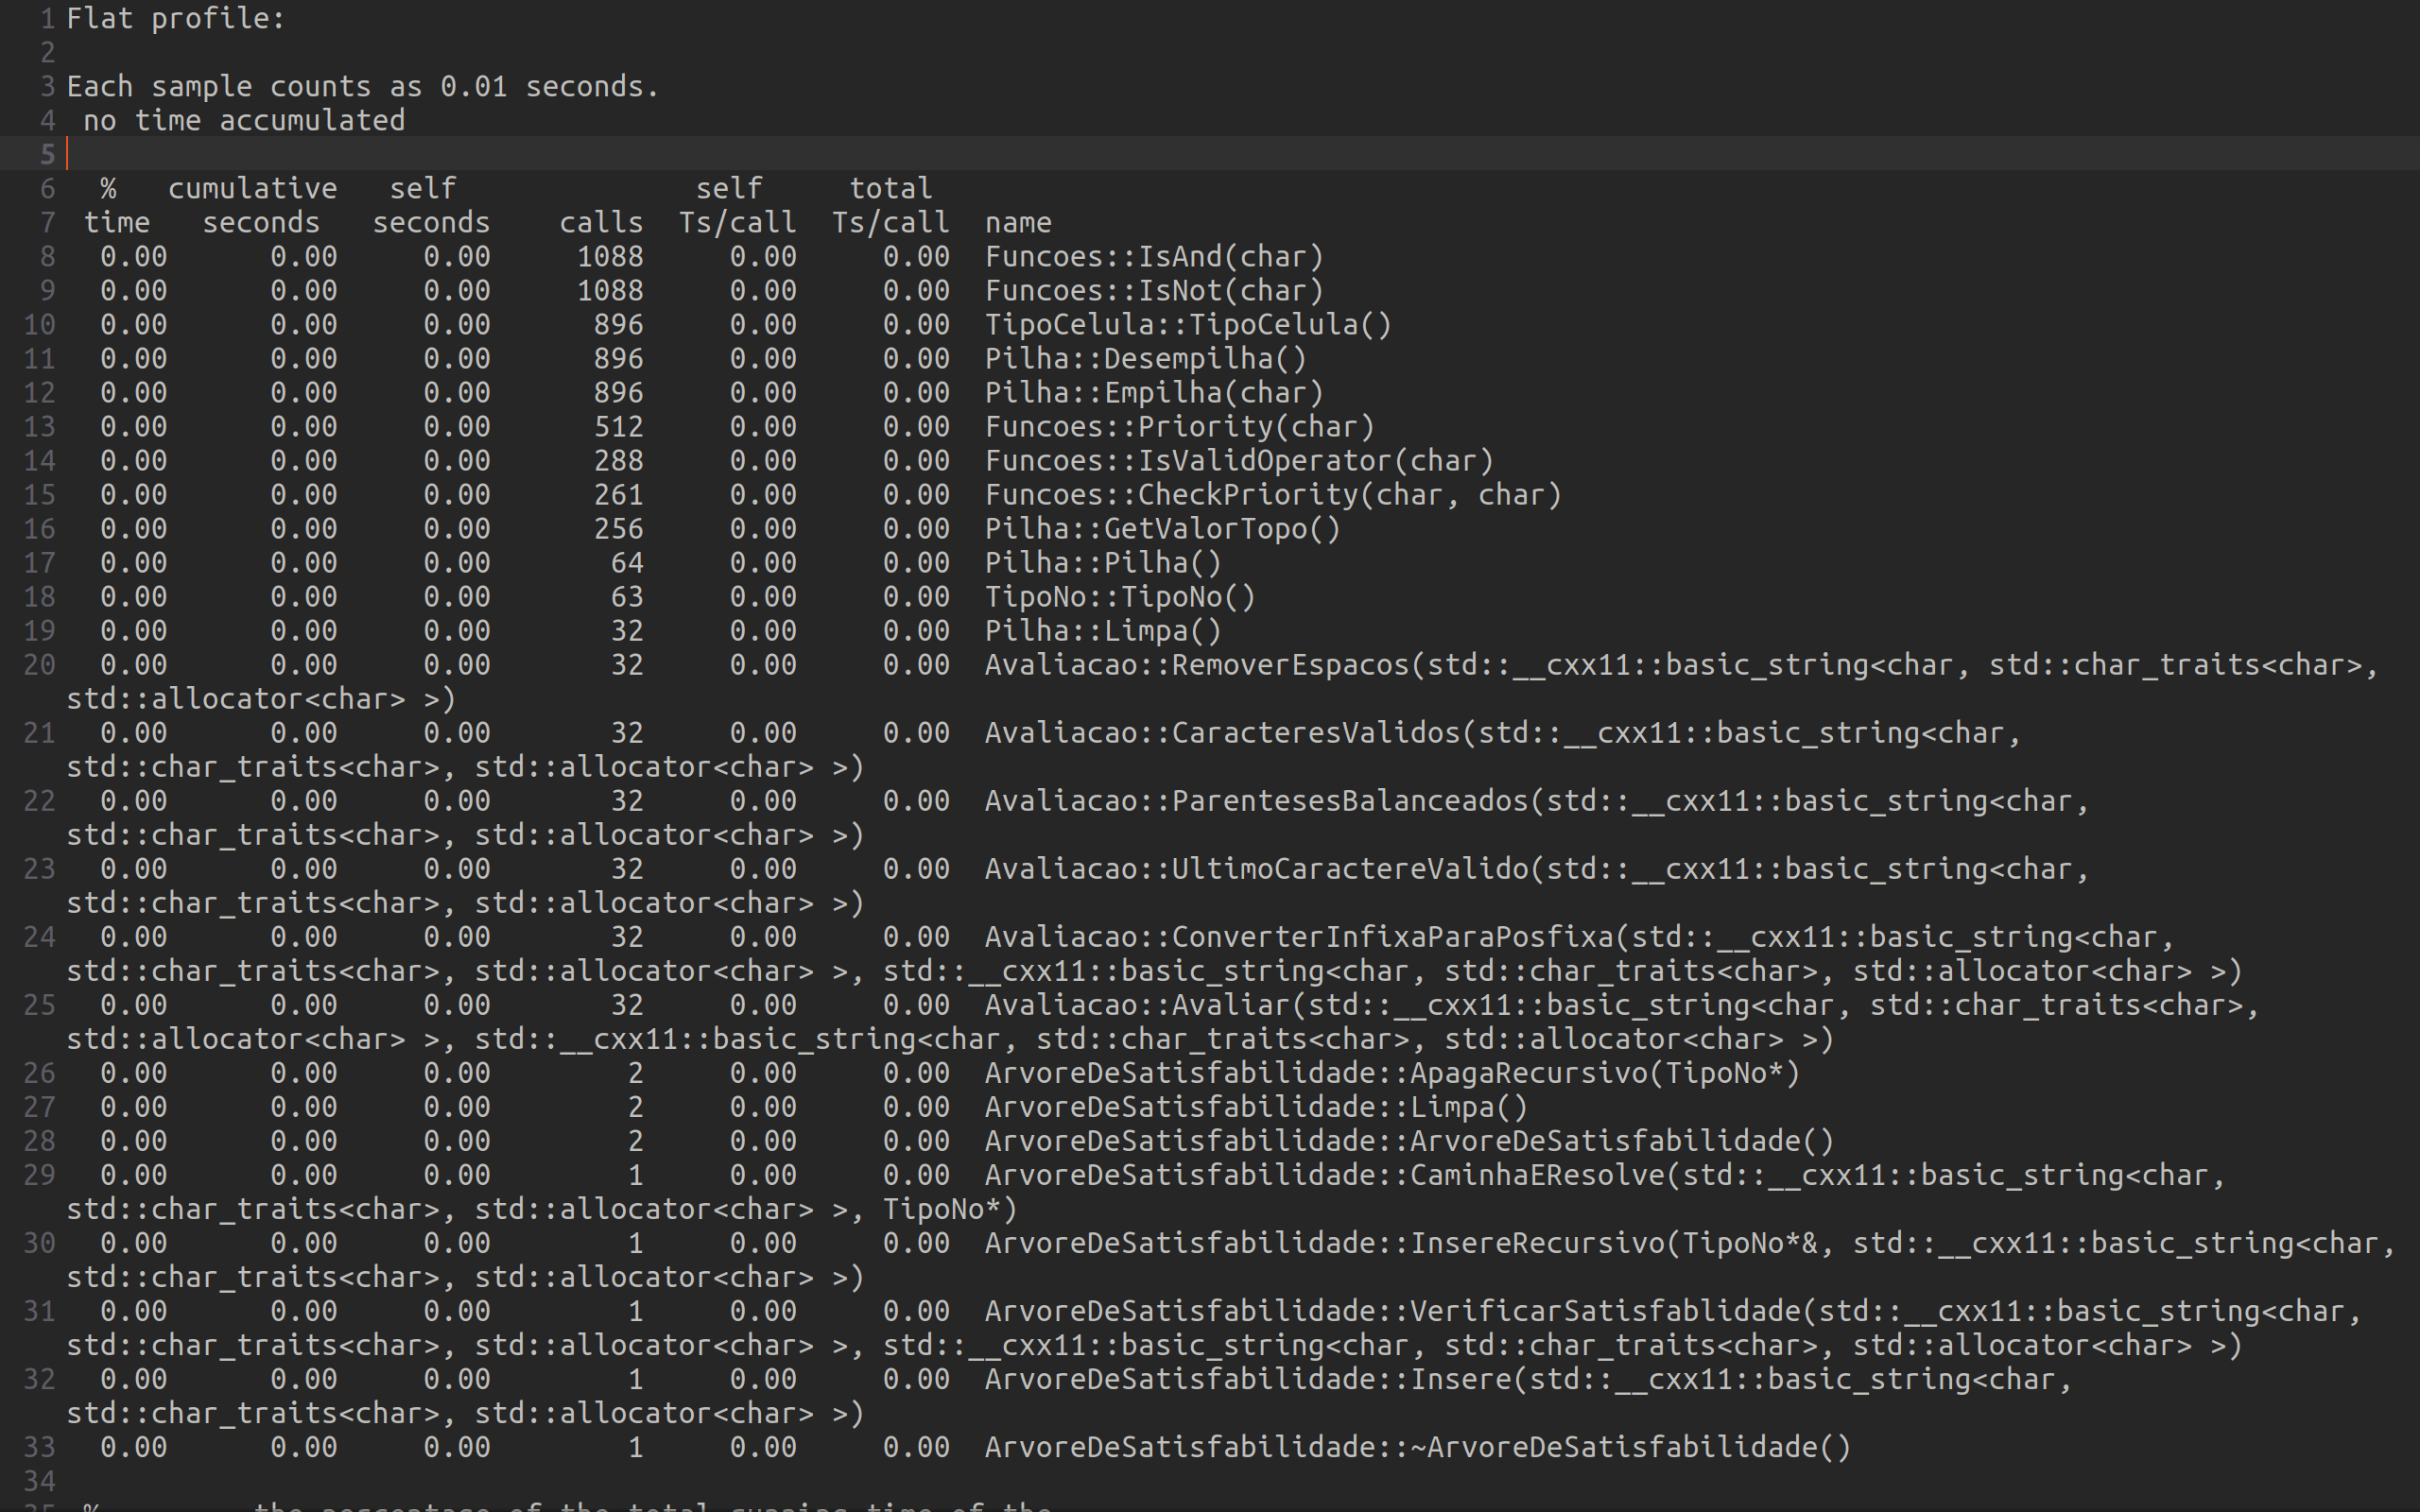 1 Flat profile:
2
3 Each sample counts as 0.01 seconds.
4  no time accumulated
5
6   %   cumulative   self              self     total
7  time   seconds   seconds    calls  Ts/call  Ts/call  name
8   0.00      0.00     0.00     1088     0.00     0.00  Funcoes::IsAnd(char)
9   0.00      0.00     0.00     1088     0.00     0.00  Funcoes::IsNot(char)
10   0.00      0.00     0.00      896     0.00     0.00  TipoCelula::TipoCelula()
11   0.00      0.00     0.00      896     0.00     0.00  Pilha::Desempilha()
12   0.00      0.00     0.00      896     0.00     0.00  Pilha::Empilha(char)
13   0.00      0.00     0.00      512     0.00     0.00  Funcoes::Priority(char)
14   0.00      0.00     0.00      288     0.00     0.00  Funcoes::IsValidOperator(char)
15   0.00      0.00     0.00      261     0.00     0.00  Funcoes::CheckPriority(char, char)
16   0.00      0.00     0.00      256     0.00     0.00  Pilha::GetValorTopo()
17   0.00      0.00     0.00       64     0.00     0.00  Pilha::Pilha()
18   0.00      0.00     0.00       63     0.00     0.00  TipoNo::TipoNo()
19   0.00      0.00     0.00       32     0.00     0.00  Pilha::Limpa()
20   0.00      0.00     0.00       32     0.00     0.00  Avaliacao::RemoverEspacos(std::__cxx11::basic_string<char, std::char_traits<char>,
std::allocator<char> >)
21   0.00      0.00     0.00       32     0.00     0.00  Avaliacao::CaracteresValidos(std::__cxx11::basic_string<char,
std::char_traits<char>, std::allocator<char> >)
22   0.00      0.00     0.00       32     0.00     0.00  Avaliacao::ParentesesBalanceados(std::__cxx11::basic_string<char,
std::char_traits<char>, std::allocator<char> >)
23   0.00      0.00     0.00       32     0.00     0.00  Avaliacao::UltimoCaractereValido(std::__cxx11::basic_string<char,
std::char_traits<char>, std::allocator<char> >)
24   0.00      0.00     0.00       32     0.00     0.00  Avaliacao::ConverterInfixaParaPosfixa(std::__cxx11::basic_string<char,
std::char_traits<char>, std::allocator<char> >, std::__cxx11::basic_string<char, std::char_traits<char>, std::allocator<char> >)
25   0.00      0.00     0.00       32     0.00     0.00  Avaliacao::Avaliar(std::__cxx11::basic_string<char, std::char_traits<char>,
std::allocator<char> >, std::__cxx11::basic_string<char, std::char_traits<char>, std::allocator<char> >)
26   0.00      0.00     0.00        2     0.00     0.00  ArvoreDeSatisfabilidade::ApagaRecursivo(TipoNo*)
27   0.00      0.00     0.00        2     0.00     0.00  ArvoreDeSatisfabilidade::Limpa()
28   0.00      0.00     0.00        2     0.00     0.00  ArvoreDeSatisfabilidade::ArvoreDeSatisfabilidade()
29   0.00      0.00     0.00        1     0.00     0.00  ArvoreDeSatisfabilidade::CaminhaEResolve(std::__cxx11::basic_string<char,
std::char_traits<char>, std::allocator<char> >, TipoNo*)
30   0.00      0.00     0.00        1     0.00     0.00  ArvoreDeSatisfabilidade::InsereRecursivo(TipoNo*&, std::__cxx11::basic_string<char,
std::char_traits<char>, std::allocator<char> >)
31   0.00      0.00     0.00        1     0.00     0.00  ArvoreDeSatisfabilidade::VerificarSatisfablidade(std::__cxx11::basic_string<char,
std::char_traits<char>, std::allocator<char> >, std::__cxx11::basic_string<char, std::char_traits<char>, std::allocator<char> >)
32   0.00      0.00     0.00        1     0.00     0.00  ArvoreDeSatisfabilidade::Insere(std::__cxx11::basic_string<char,
std::char_traits<char>, std::allocator<char> >)
33   0.00      0.00     0.00        1     0.00     0.00  ArvoreDeSatisfabilidade::~ArvoreDeSatisfabilidade()
34
35  %         the percentage of the total running time of the